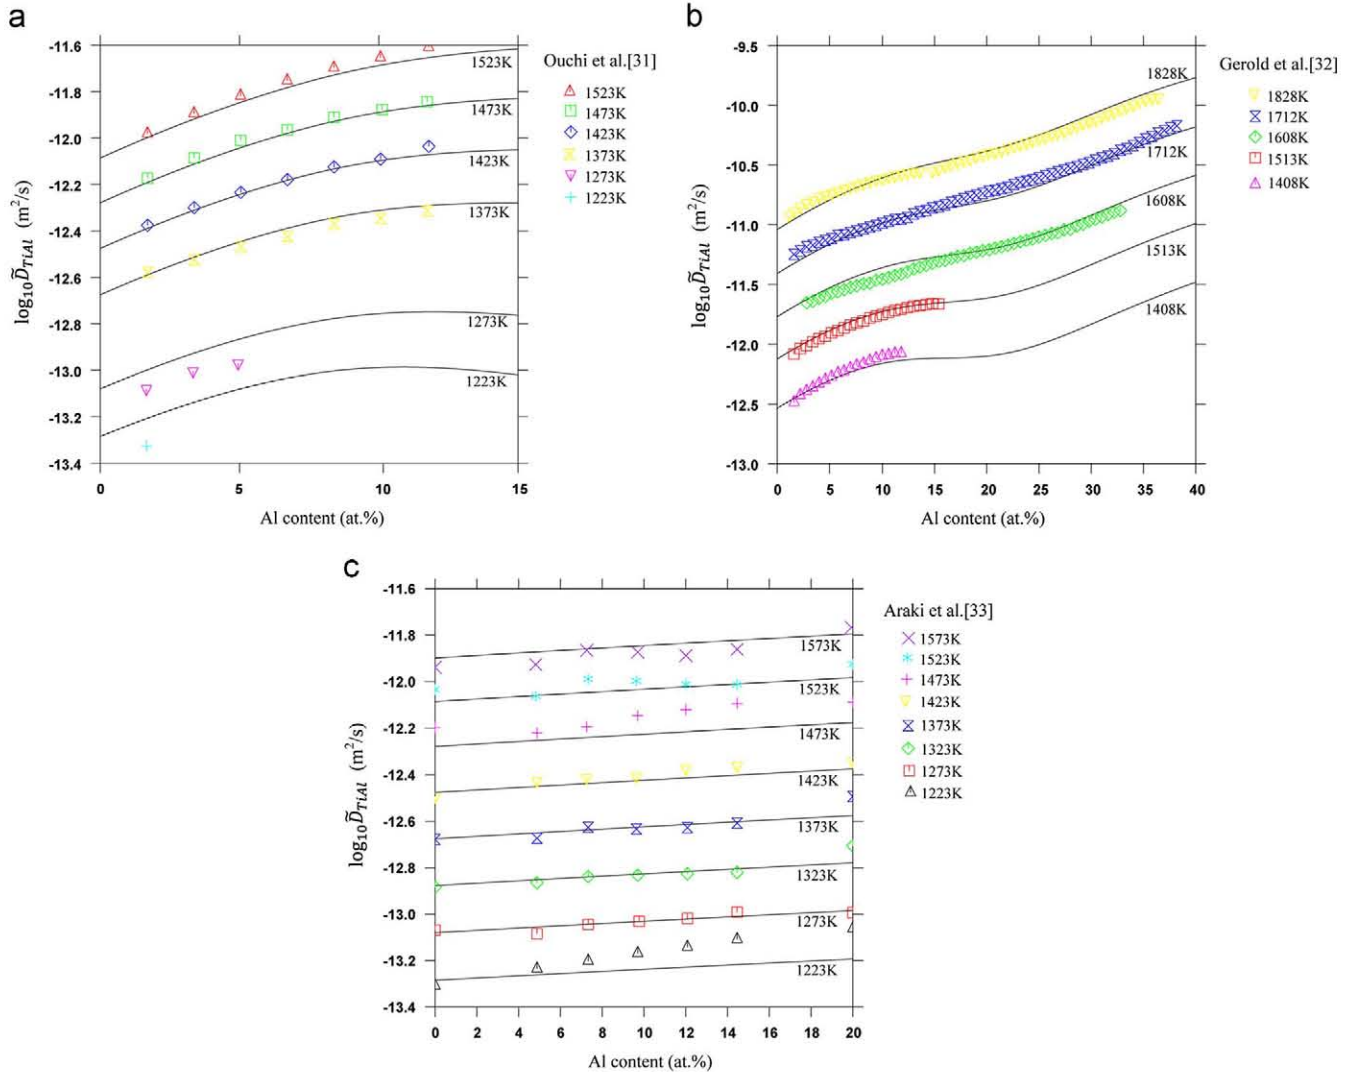 a
-11.6
-11.8
-12.0
-12.2
-12.4
-12.6
-12.8
-13.0
-13.2
-13.4
log₁₀D̃_TiAl (m²/s)
1523K
1473K
1423K
1373K
1273K
1223K
0 5 10 15
Al content (at.%)
Ouchi et al.[31]
1523K
1473K
1423K
1373K
1273K
1223K
b
-9.5
-10.0
-10.5
-11.0
-11.5
-12.0
-12.5
-13.0
log₁₀D̃_TiAl (m²/s)
1828K
1712K
1608K
1513K
1408K
0 5 10 15 20 25 30 35 40
Al content (at.%)
Gerold et al.[32]
1828K
1712K
1608K
1513K
1408K
c
-11.6
-11.8
-12.0
-12.2
-12.4
-12.6
-12.8
-13.0
-13.2
-13.4
log₁₀D̃_TiAl (m²/s)
1573K
1523K
1473K
1423K
1373K
1323K
1273K
1223K
0 2 4 6 8 10 12 14 16 18 20
Al content (at.%)
Araki et al.[33]
1573K
1523K
1473K
1423K
1373K
1323K
1273K
1223K